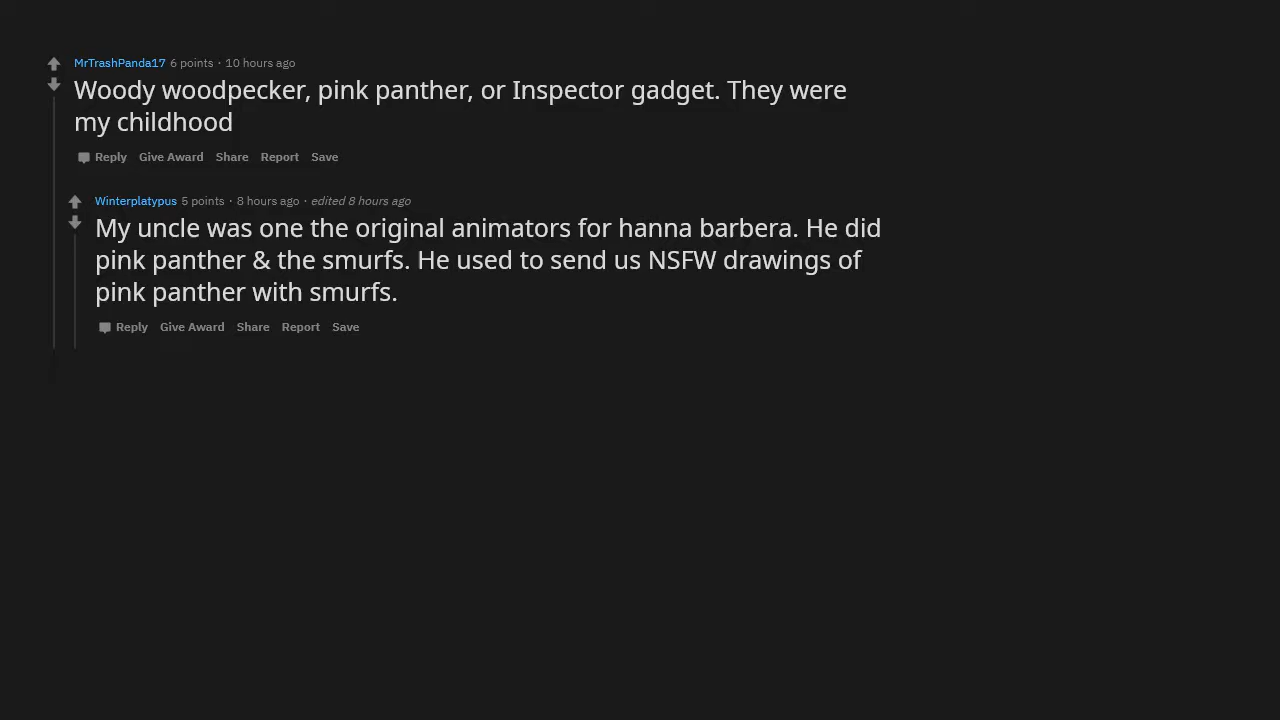 MrTrashPanda17 6 points · 10 hours ago
Woody woodpecker, pink panther, or Inspector gadget. They were
my childhood
Reply Give Award Share Report Save
Winterplatypus 5 points · 8 hours ago · edited 8 hours ago
My uncle was one the original animators for hanna barbera. He did
pink panther & the smurfs. He used to send us NSFW drawings of
pink panther with smurfs.
Reply Give Award Share Report Save